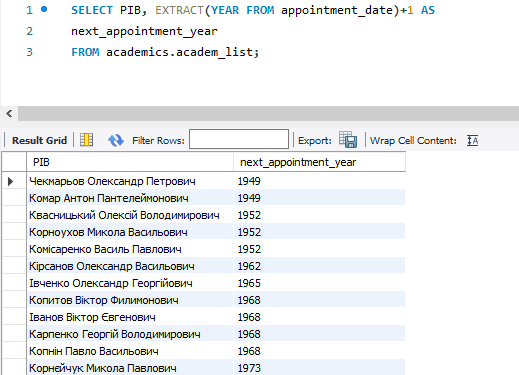 1 SELECT PIB, EXTRACT(YEAR FROM appointment_date)+1 AS
2 next_appointment_year
3 FROM academics.academ_list;
Result Grid Filter Rows: Export: Wrap Cell Content:
PIB next_appointment_year
Чекмарьов Олександр Петрович 1949
Комар Антон Пантелеймонович 1949
Квасницький Олексій Володимирович 1952
Корноухов Микола Васильович 1952
Комісаренко Василь Павлович 1952
Кірсанов Олександр Васильович 1962
Івченко Олександр Георгійович 1965
Копитов Віктор Филимонович 1968
Іванов Віктор Євгенович 1968
Карпенко Георгій Володимирович 1968
Копнін Павло Васильович 1968
Корнєйчук Микола Павлович 1973